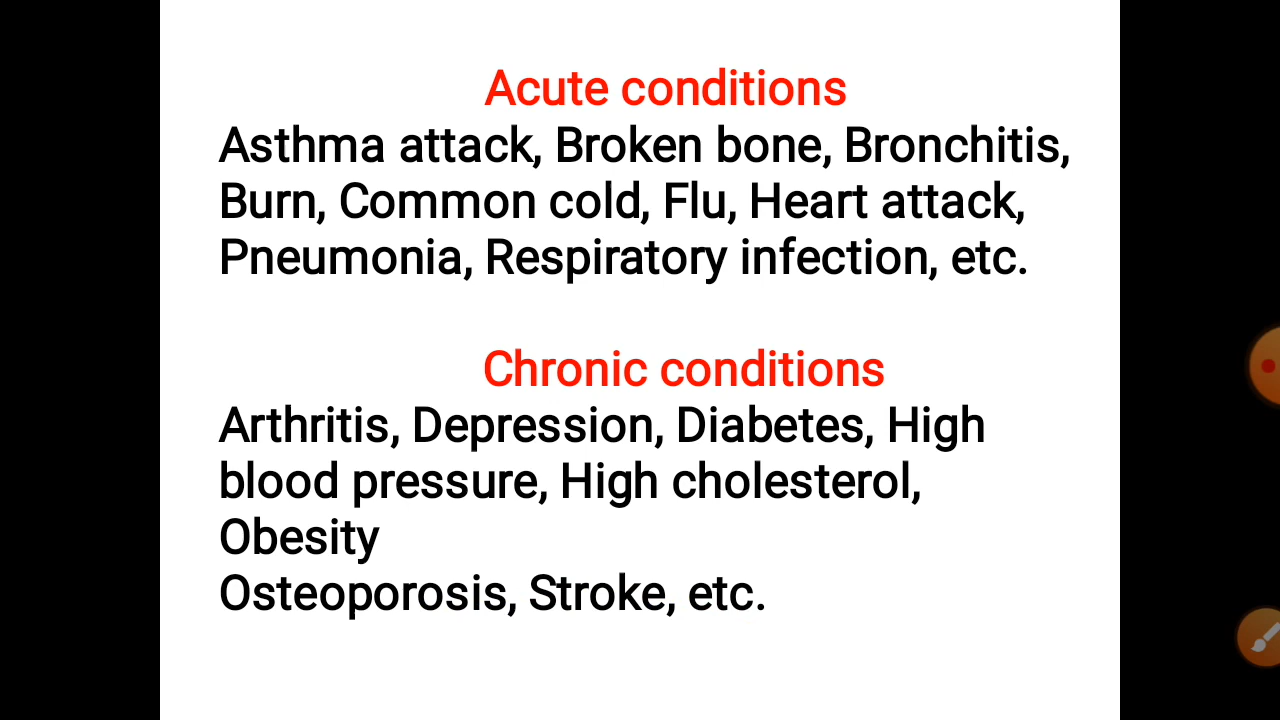 Acute conditions
Asthma attack, Broken bone, Bronchitis,
Burn, Common cold, Flu, Heart attack,
Pneumonia, Respiratory infection, etc.
Chronic conditions
Arthritis, Depression, Diabetes, High
blood pressure, High cholesterol,
Obesity
Osteoporosis, Stroke, etc.